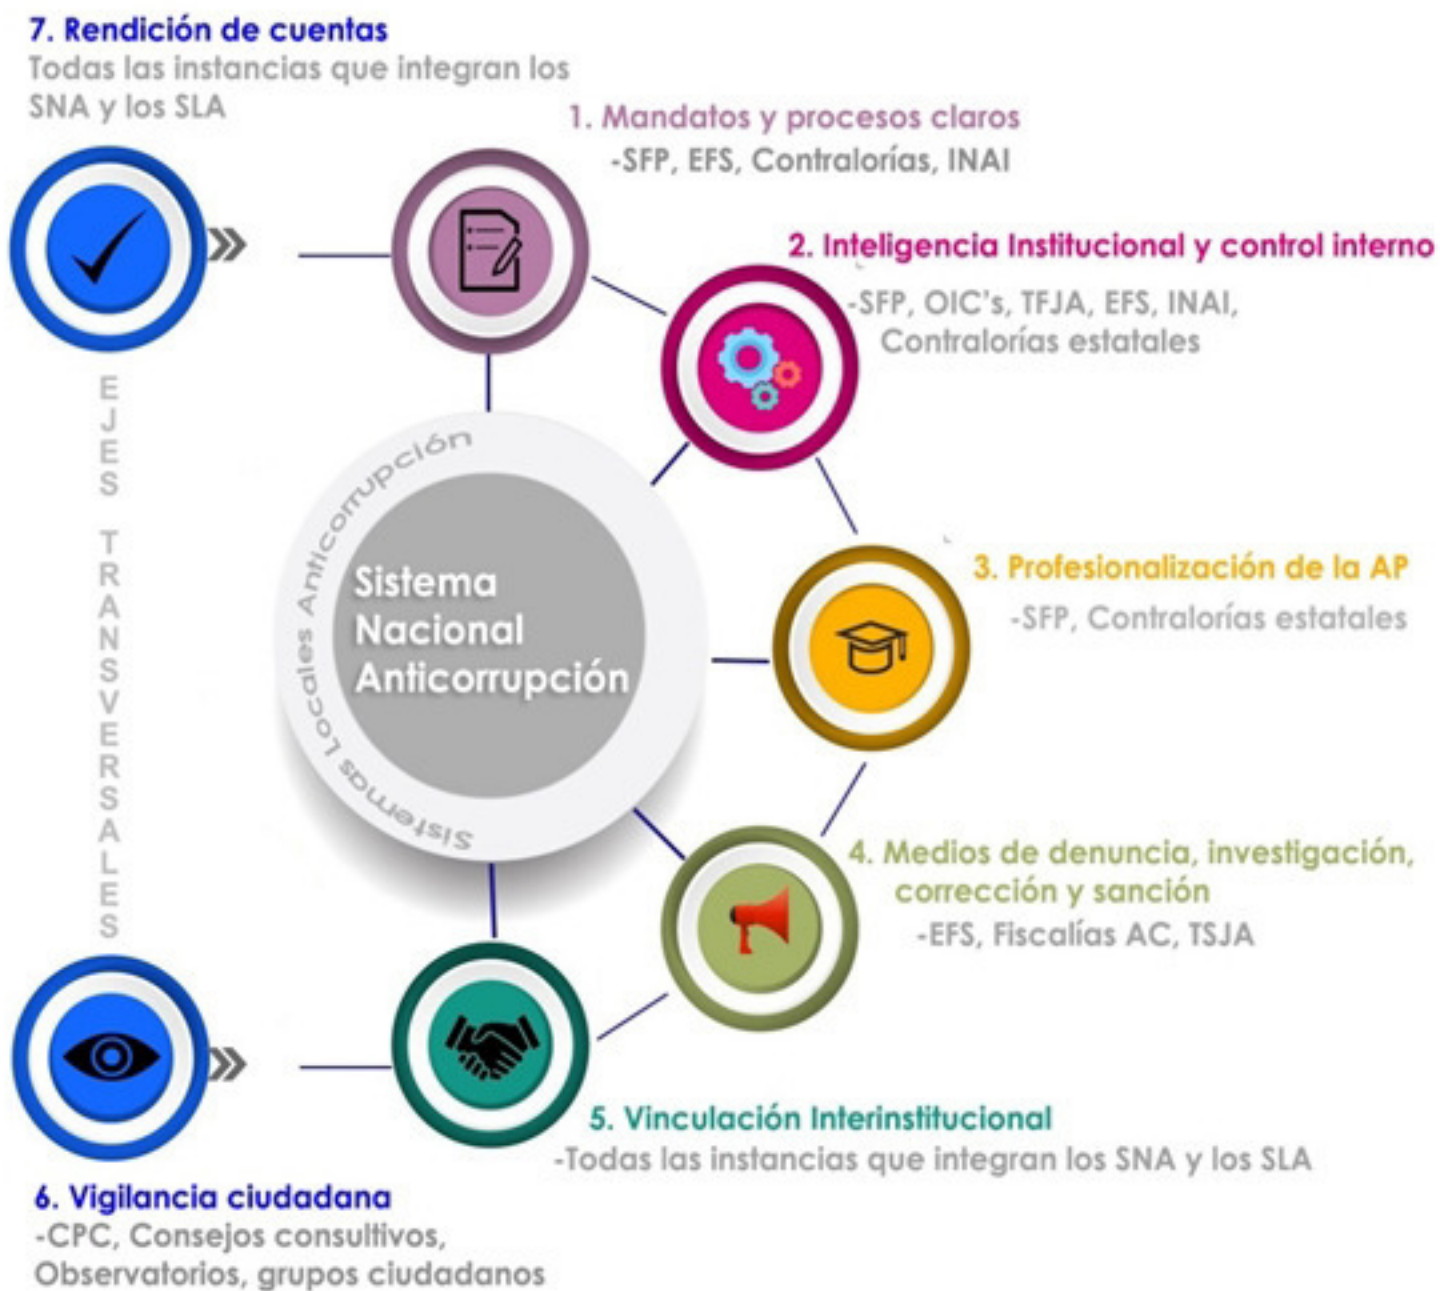 7. Rendición de cuentas
Todas las instancias que integran los
SNA y los SLA
1. Mandatos y procesos claros
-SFP, EFS, Contralorías, INAI
2. Inteligencia Institucional y control interno
-SFP, OIC's, TFJA, EFS, INAI,
Contralorías estatales
3. Profesionalización de la AP
-SFP, Contralorías estatales
4. Medios de denuncia, investigación,
corrección y sanción
-EFS, Fiscalías AC, TSJA
5. Vinculación Interinstitucional
-Todas las instancias que integran los SNA y los SLA
6. Vigilancia ciudadana
-CPC, Consejos consultivos,
Observatorios, grupos ciudadanos
EJES TRANSVERSALES
Sistemas Locales Anticorrupción
Sistema
Nacional
Anticorrupción